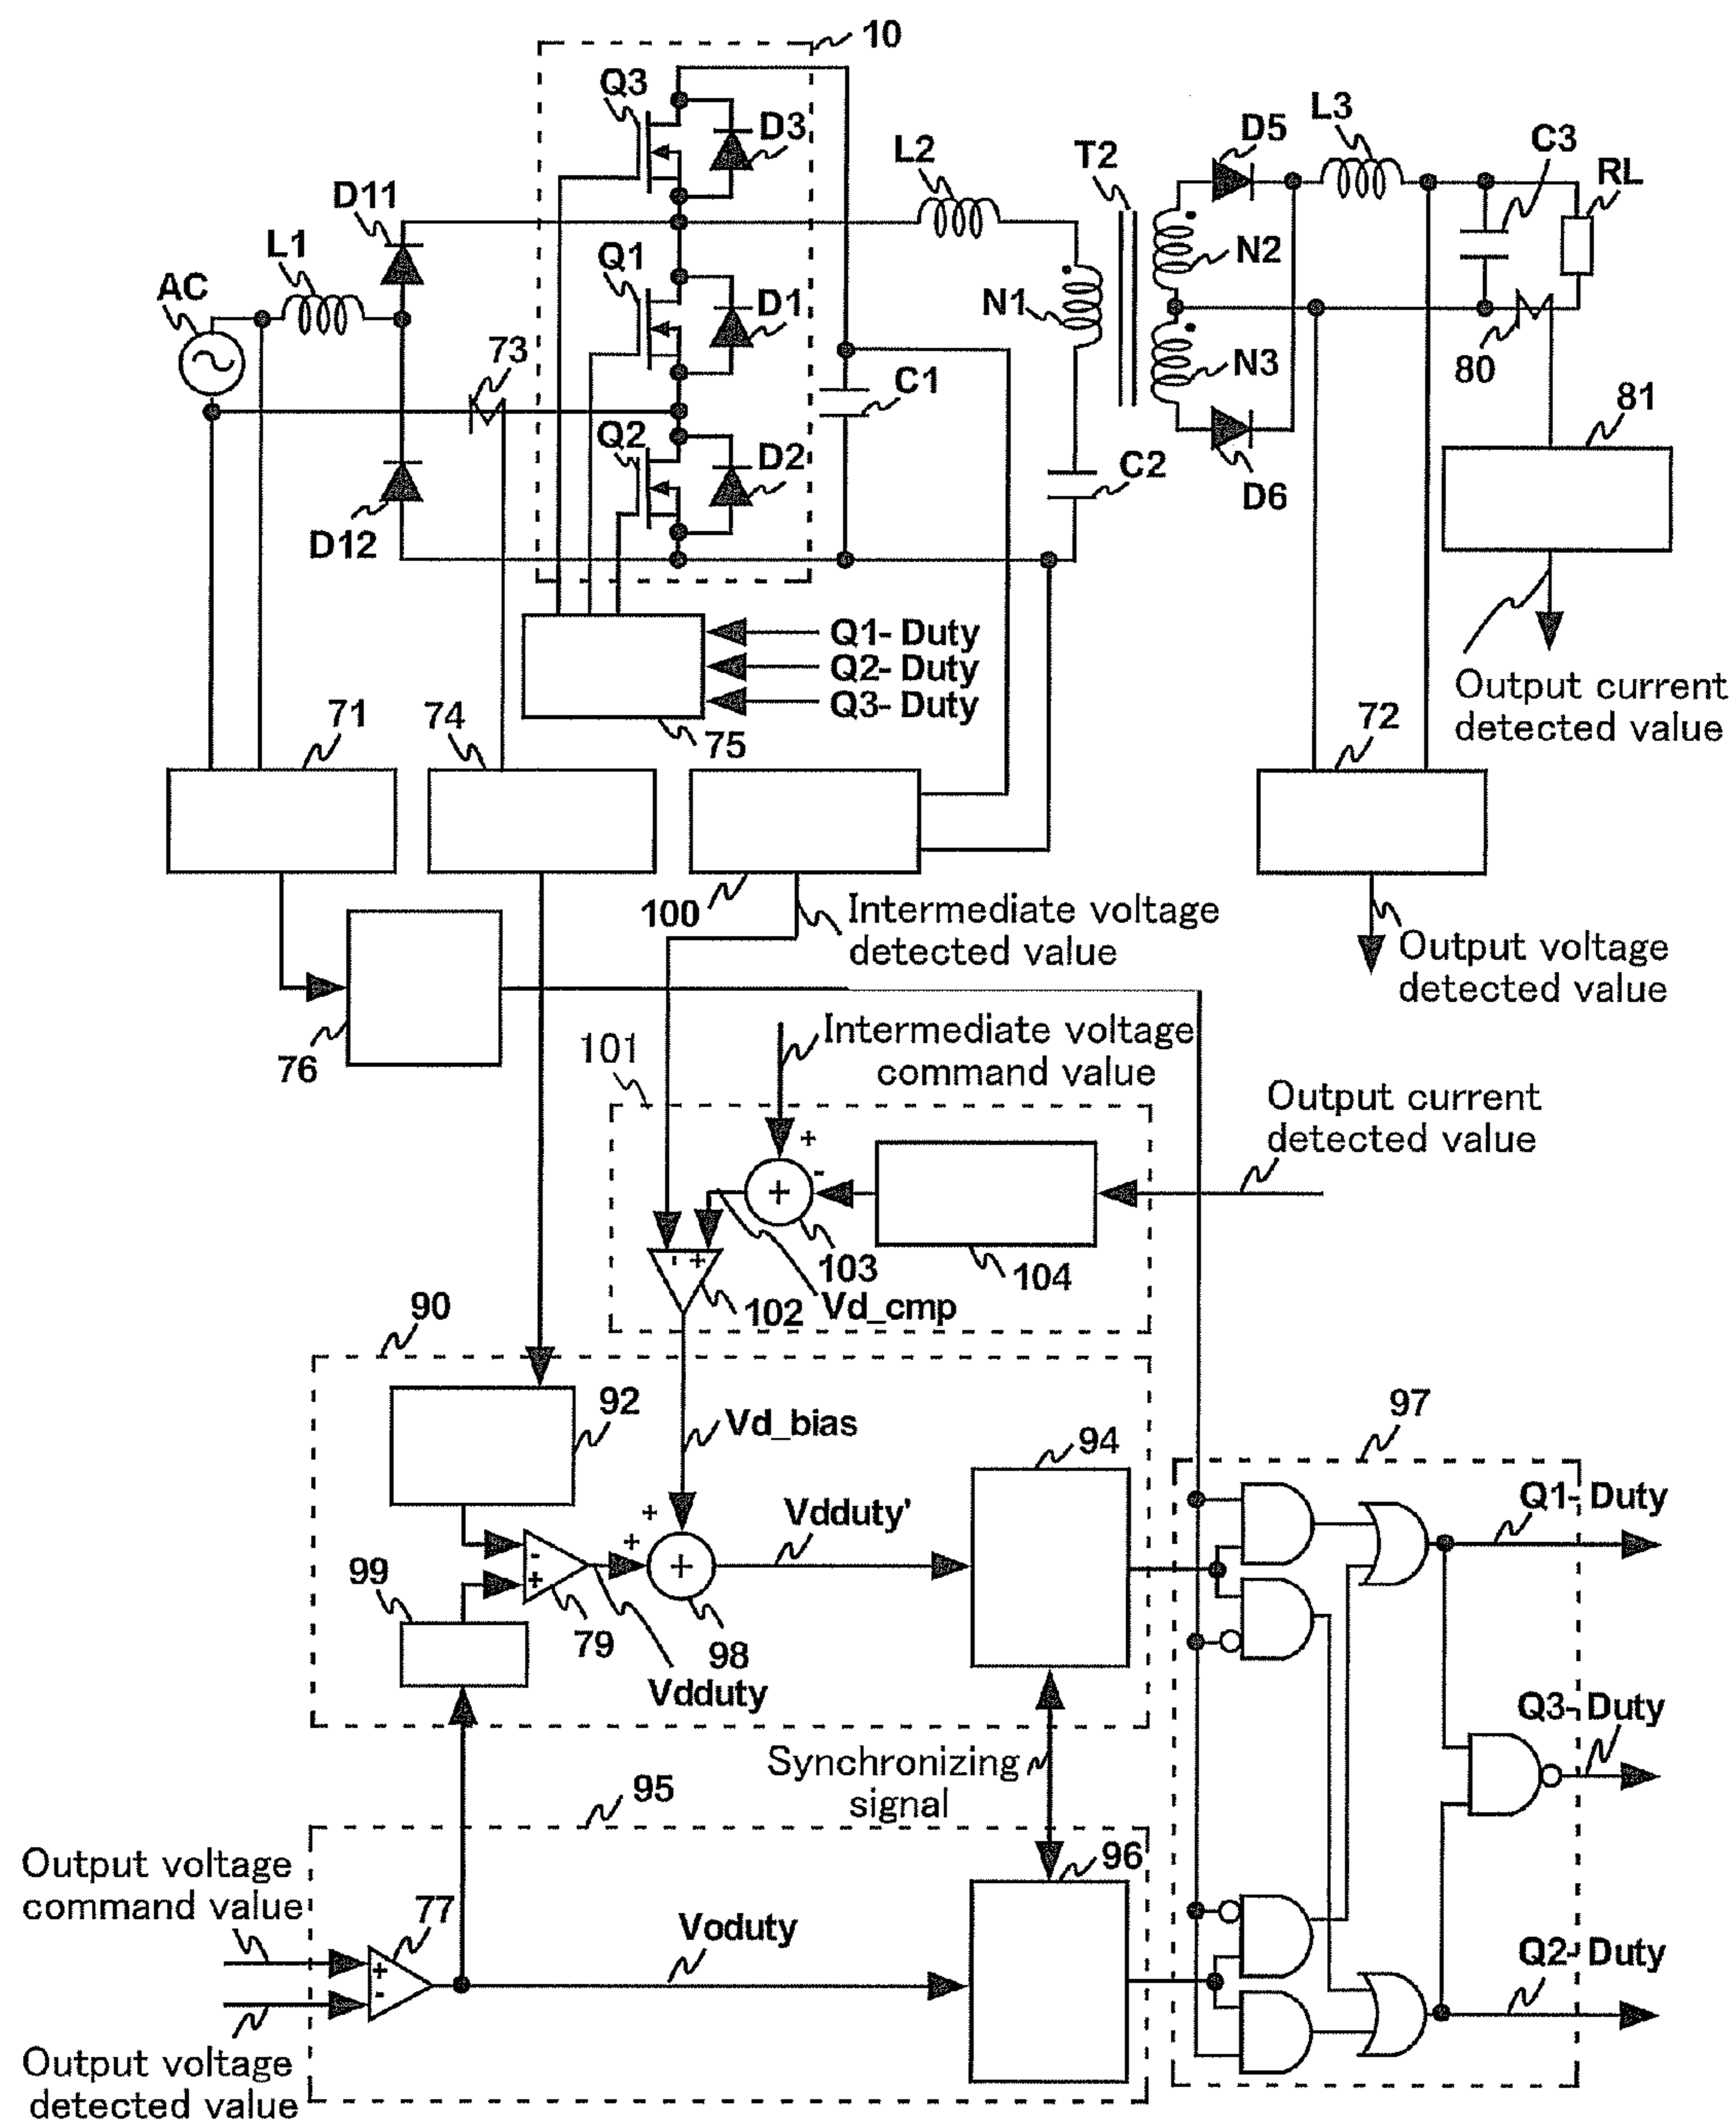 10
Q3
D3
L2
T2
D5
L3
C3
RL
D11
L1
Q1
D1
N1
N2
AC
73
C1
N3
80
81
Q2
D2
C2
D6
D12
Q1- Duty
Q2- Duty
Q3- Duty
75
Output current
detected value
71
74
72
100
Intermediate voltage
detected value
Output voltage
detected value
76
101
Intermediate voltage
command value
Output current
detected value
+
-
+
103
104
- +
102
Vd_cmp
90
92
Vd_bias
94
97
+
+
Vdduty'
Q1- Duty
-
+
+
99
79
98
Vdduty
Q3- Duty
Synchronizing
signal
95
96
Output voltage
command value
77
Voduty
Q2- Duty
+
-
Output voltage
detected value